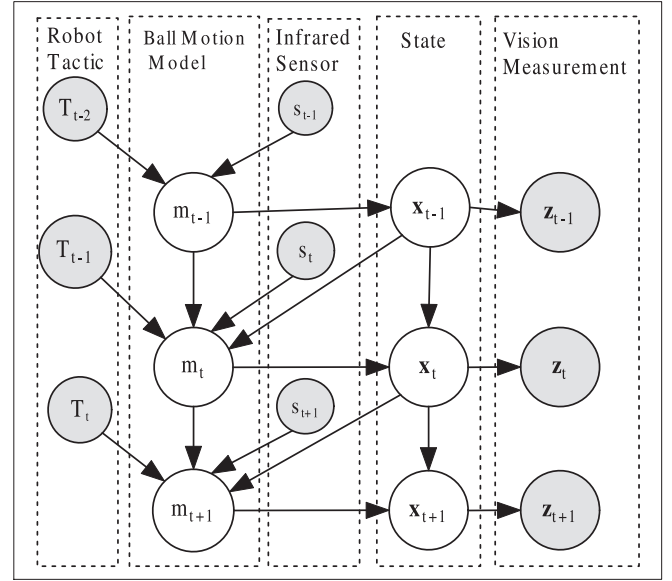 Robot
Tactic
Ball Motion
Model
Infrared
Sensor
State
Vision
Measurement
T_{t-2}
s_{t-1}
m_{t-1}
x_{t-1}
z_{t-1}
T_{t-1}
s_t
m_t
x_t
z_t
T_t
s_{t+1}
m_{t+1}
x_{t+1}
z_{t+1}